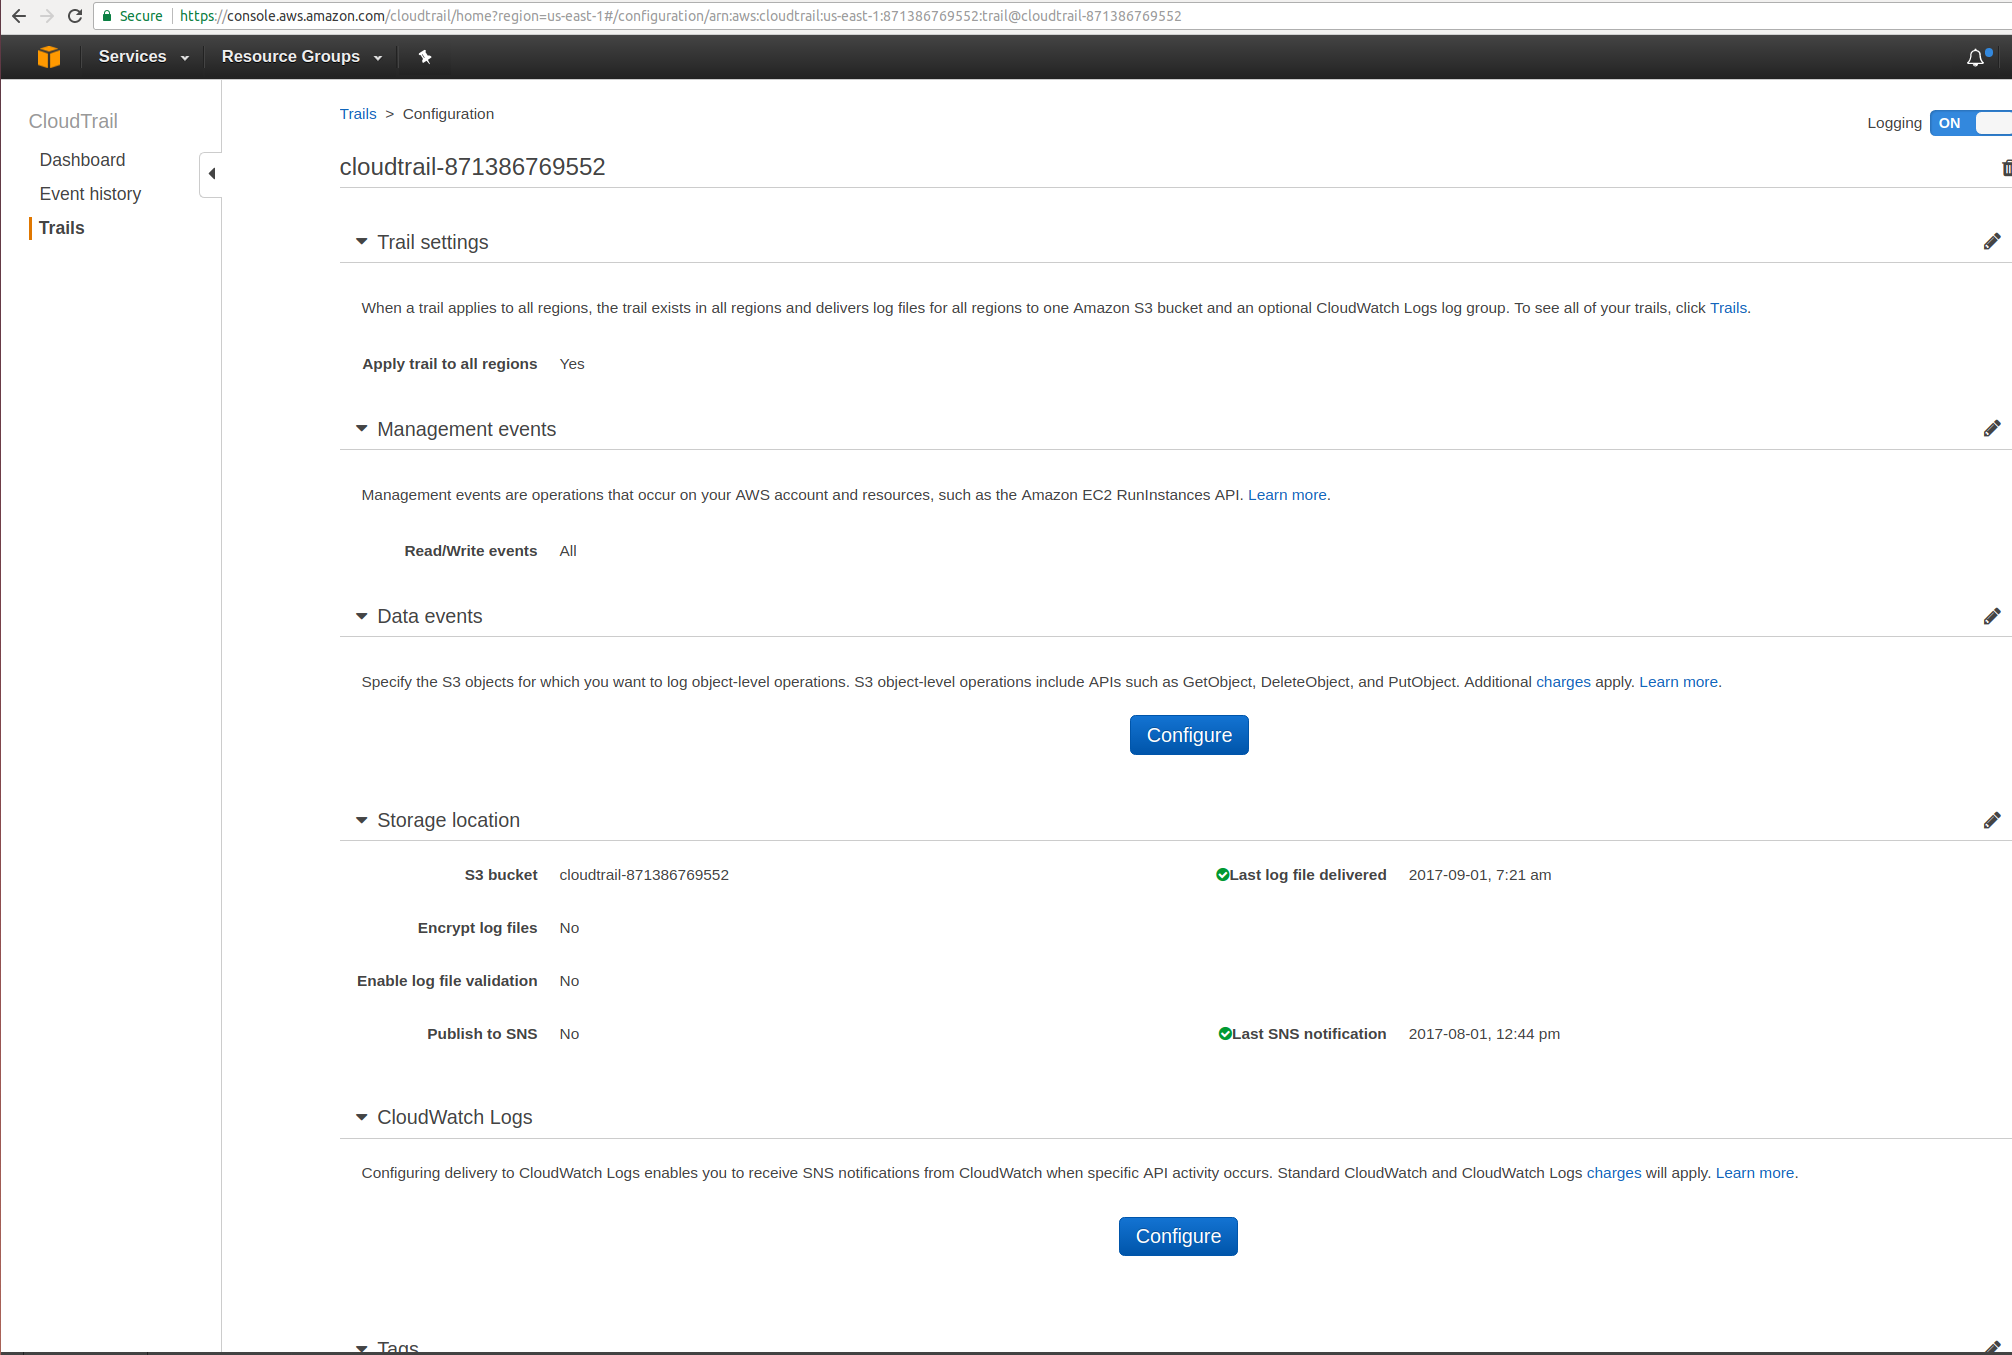 Secure https://console.aws.amazon.com/cloudtrail/home?region=us-east-1#/configuration/arn:aws:cloudtrail:us-east-1:871386769552:trail@cloudtrail-871386769552
Services Resource Groups
CloudTrail
Dashboard
Event history
Trails
Trails > Configuration
Logging ON
cloudtrail-871386769552
Trail settings
When a trail applies to all regions, the trail exists in all regions and delivers log files for all regions to one Amazon S3 bucket and an optional CloudWatch Logs log group. To see all of your trails, click Trails.
Apply trail to all regions Yes
Management events
Management events are operations that occur on your AWS account and resources, such as the Amazon EC2 RunInstances API. Learn more.
Read/Write events All
Data events
Specify the S3 objects for which you want to log object-level operations. S3 object-level operations include APIs such as GetObject, DeleteObject, and PutObject. Additional charges apply. Learn more.
Configure
Storage location
S3 bucket cloudtrail-871386769552 Last log file delivered 2017-09-01, 7:21 am
Encrypt log files No
Enable log file validation No
Publish to SNS No Last SNS notification 2017-08-01, 12:44 pm
CloudWatch Logs
Configuring delivery to CloudWatch Logs enables you to receive SNS notifications from CloudWatch when specific API activity occurs. Standard CloudWatch and CloudWatch Logs charges will apply. Learn more.
Configure
Tags